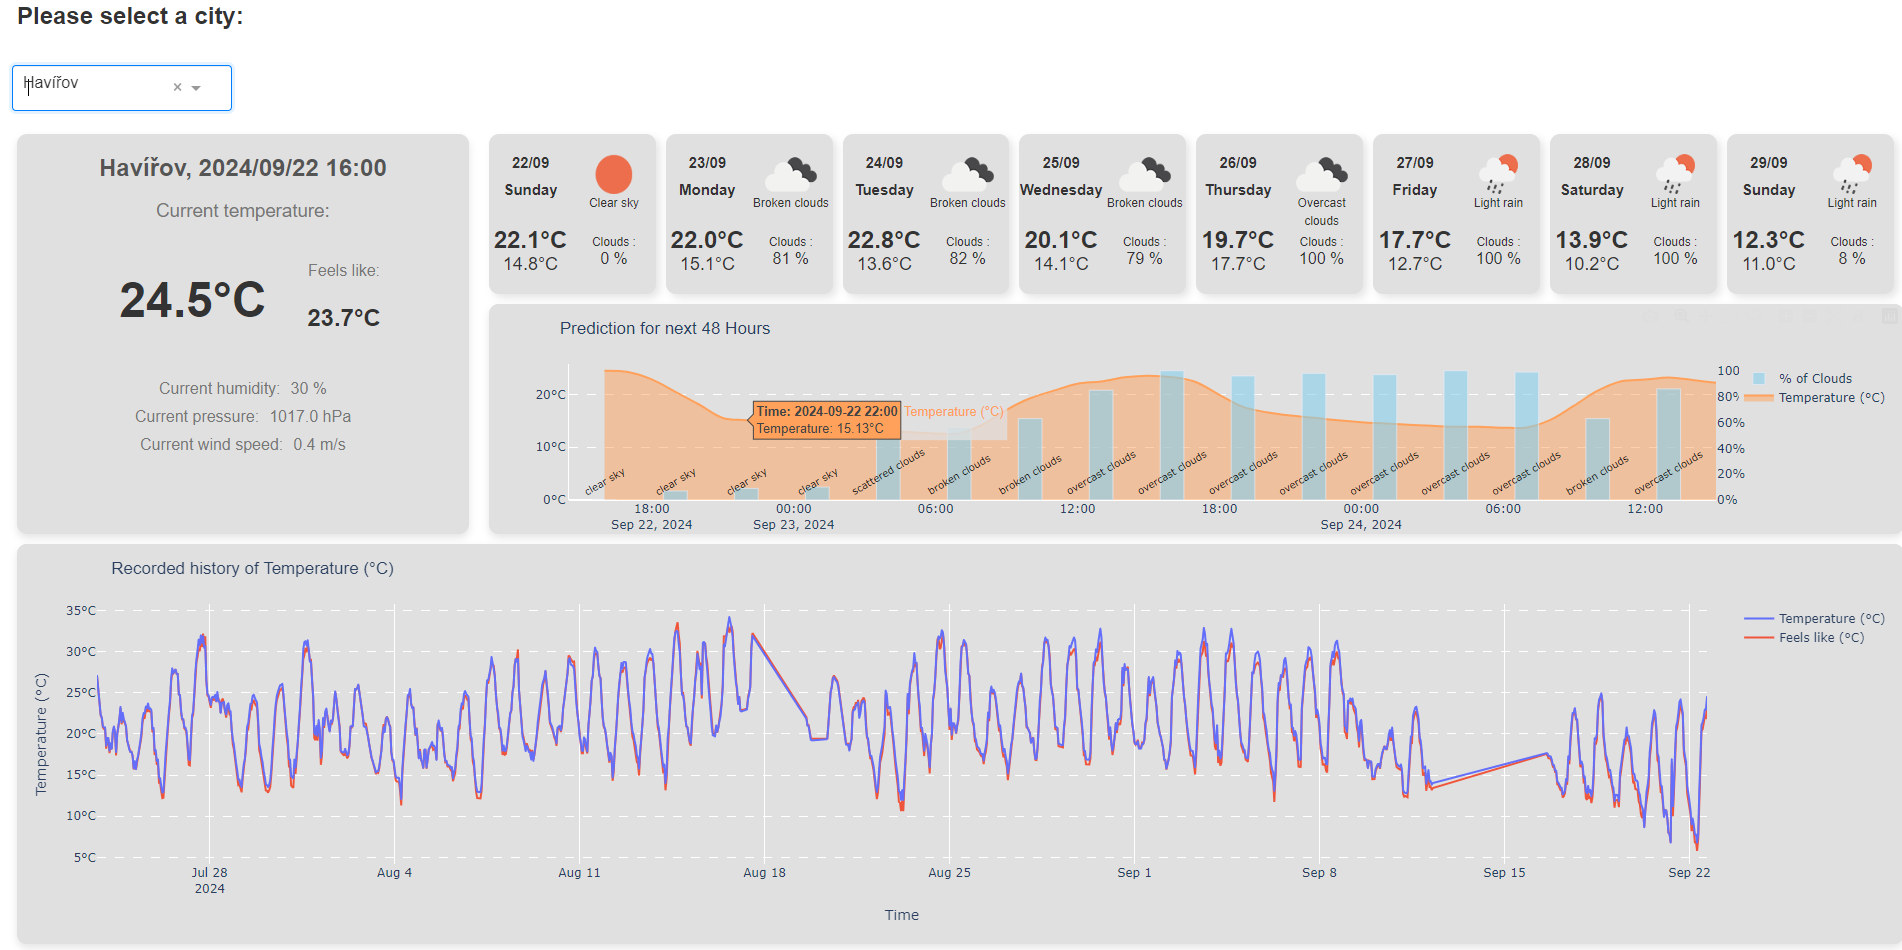 Please select a city:
Havířov
Havířov, 2024/09/22 16:00
Current temperature:
24.5°C
Feels like:
23.7°C
Current humidity: 30 %
Current pressure: 1017.0 hPa
Current wind speed: 0.4 m/s
22/09
Sunday
Clear sky
22.1°C
14.8°C
Clouds :
0 %
23/09
Monday
Broken clouds
22.0°C
15.1°C
Clouds :
81 %
24/09
Tuesday
Broken clouds
22.8°C
13.6°C
Clouds :
82 %
25/09
Wednesday
Broken clouds
20.1°C
14.1°C
Clouds :
79 %
26/09
Thursday
Overcast
clouds
19.7°C
17.7°C
Clouds :
100 %
27/09
Friday
Light rain
17.7°C
12.7°C
Clouds :
100 %
28/09
Saturday
Light rain
13.9°C
10.2°C
Clouds :
100 %
29/09
Sunday
Light rain
12.3°C
11.0°C
Clouds :
8 %
Prediction for next 48 Hours
20°C
10°C
0°C
Time: 2024-09-22 22:00
Temperature: 15.13°C
Temperature (°C)
clear sky
clear sky
clear sky
clear sky
scattered clouds
broken clouds
broken clouds
overcast clouds
overcast clouds
overcast clouds
overcast clouds
overcast clouds
overcast clouds
overcast clouds
broken clouds
overcast clouds
18:00
Sep 22, 2024
00:00
Sep 23, 2024
06:00
12:00
18:00
00:00
Sep 24, 2024
06:00
12:00
100
80%
60%
40%
20%
0%
% of Clouds
Temperature (°C)
Recorded history of Temperature (°C)
Temperature (°C)
35°C
30°C
25°C
20°C
15°C
10°C
5°C
Jul 28
2024
Aug 4
Aug 11
Aug 18
Aug 25
Sep 1
Sep 8
Sep 15
Sep 22
Time
Temperature (°C)
Feels like (°C)